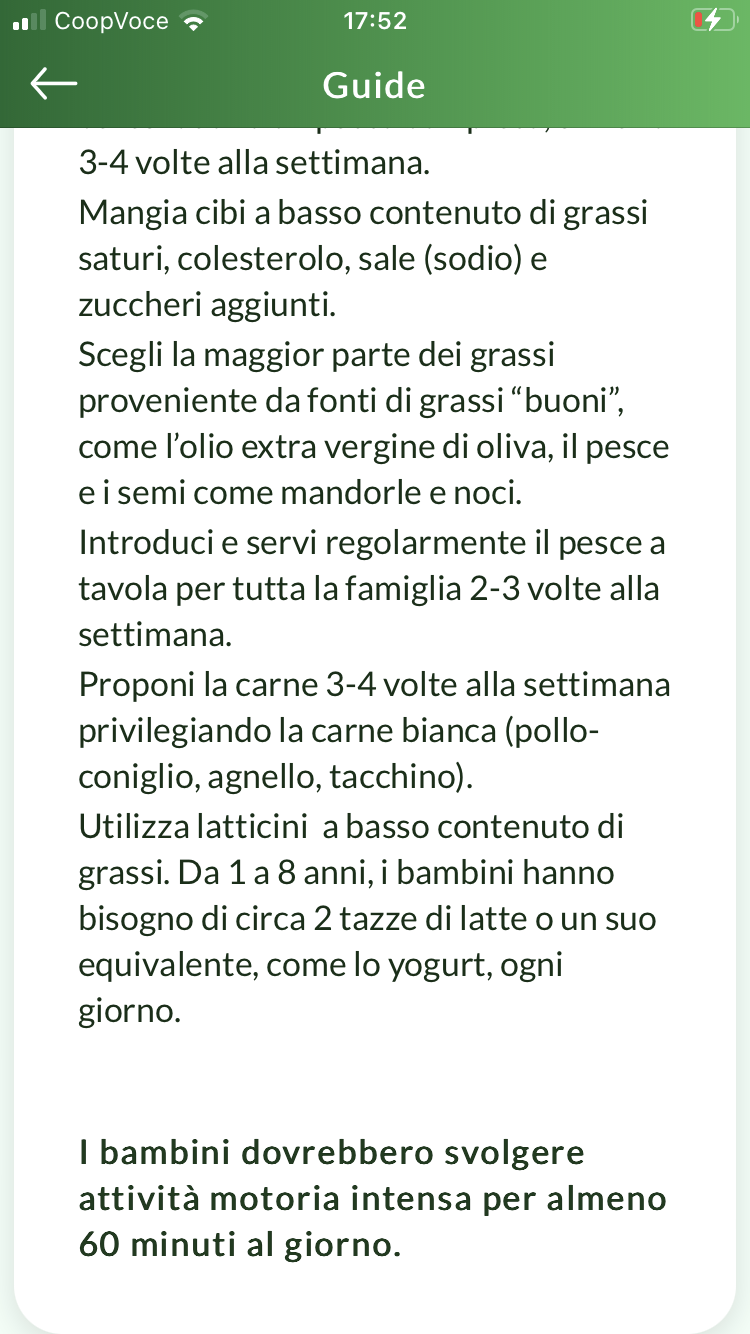 CoopVoce
17:52
Guide
3-4 volte alla settimana.
Mangia cibi a basso contenuto di grassi
saturi, colesterolo, sale (sodio) e
zuccheri aggiunti.
Scegli la maggior parte dei grassi
proveniente da fonti di grassi “buoni”,
come l’olio extra vergine di oliva, il pesce
e i semi come mandorle e noci.
Introduci e servi regolarmente il pesce a
tavola per tutta la famiglia 2-3 volte alla
settimana.
Proponi la carne 3-4 volte alla settimana
privilegiando la carne bianca (pollo-
coniglio, agnello, tacchino).
Utilizza latticini  a basso contenuto di
grassi. Da 1 a 8 anni, i bambini hanno
bisogno di circa 2 tazze di latte o un suo
equivalente, come lo yogurt, ogni
giorno.
I bambini dovrebbero svolgere
attività motoria intensa per almeno
60 minuti al giorno.